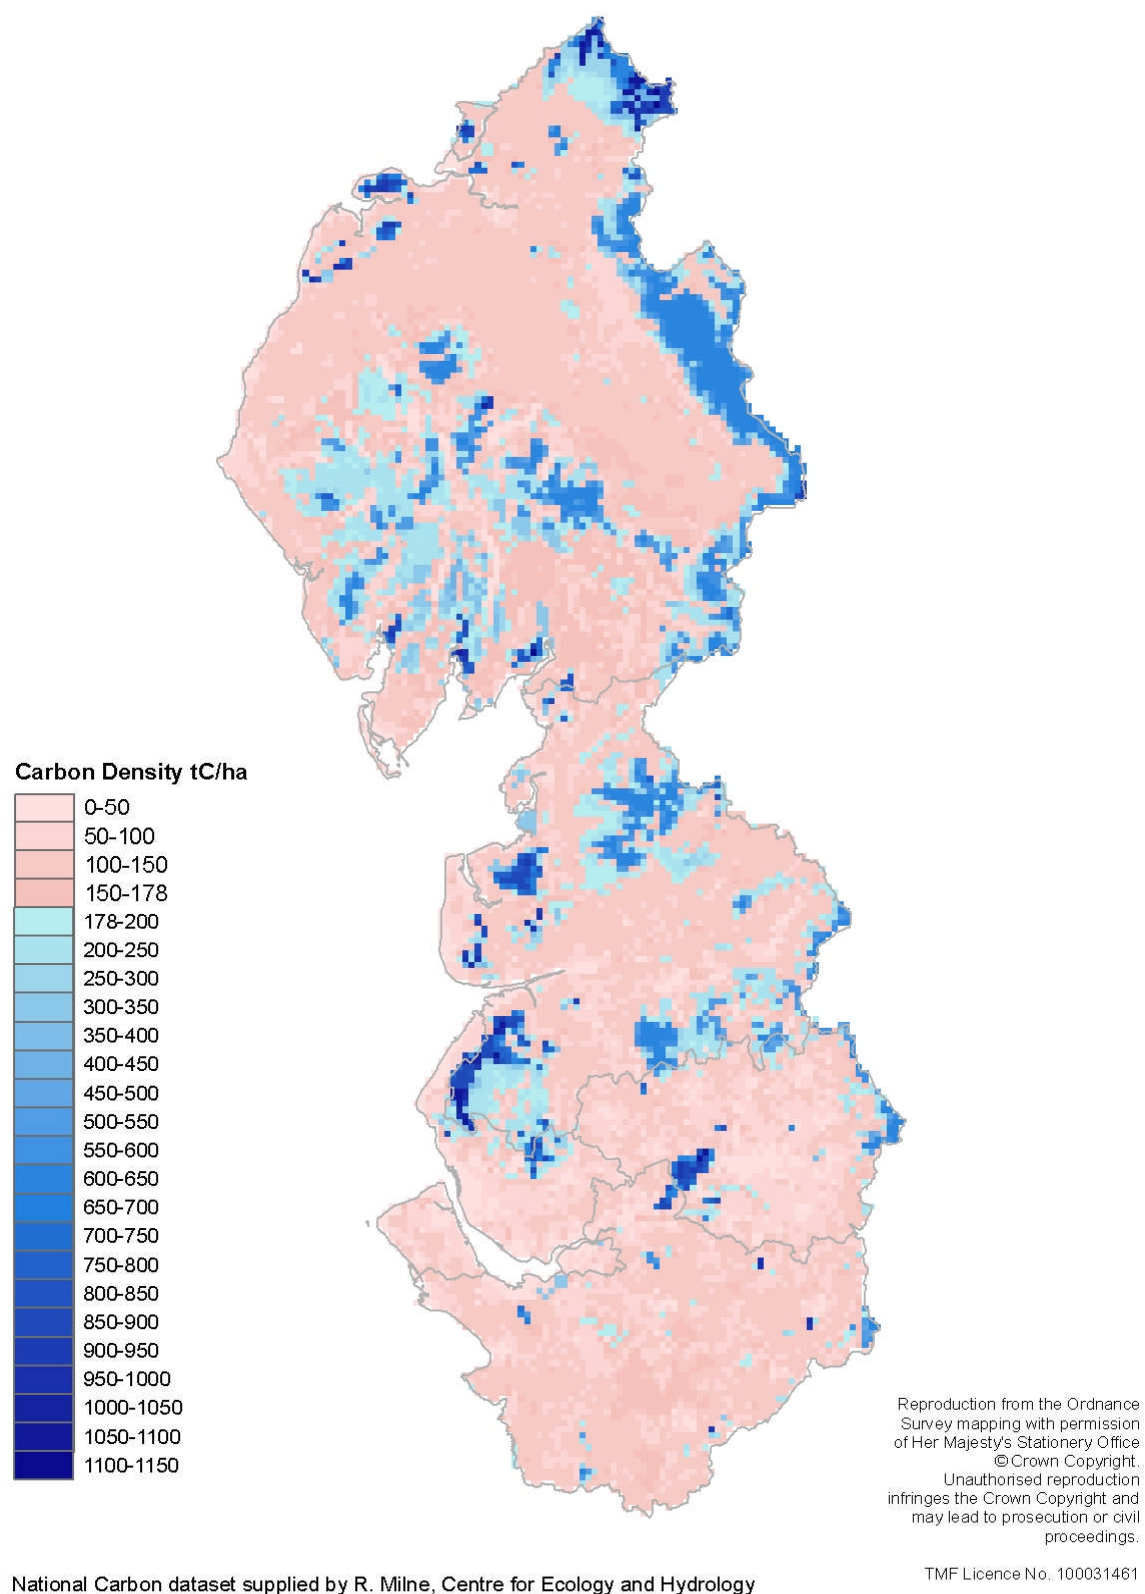 Carbon Density tC/ha
0-50
50-100
100-150
150-178
178-200
200-250
250-300
300-350
350-400
400-450
450-500
500-550
550-600
600-650
650-700
700-750
750-800
800-850
850-900
900-950
950-1000
1000-1050
1050-1100
1100-1150
Reproduction from the Ordnance
Survey mapping with permission
of Her Majesty's Stationery Office
© Crown Copyright.
Unauthorised reproduction
infringes the Crown Copyright and
may lead to prosecution or civil
proceedings.
TMF Licence No. 100031461
National Carbon dataset supplied by R. Milne, Centre for Ecology and Hydrology